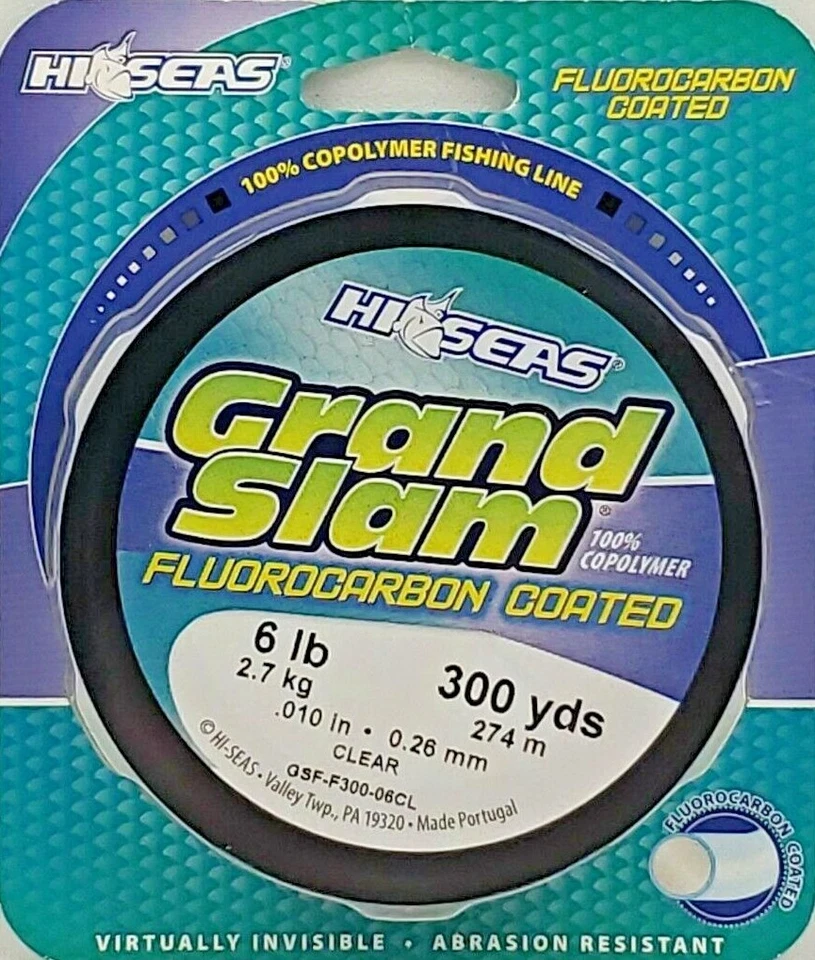 HI-SEAS®
FLUOROCARBON
COATED
100% COPOLYMER FISHING LINE
HI-SEAS®
Grand
Slam®
100%
COPOLYMER
FLUOROCARBON COATED
6 lb
2.7 kg
300 yds
274 m
.010 in • 0.26 mm
CLEAR
GSF-F300-06CL
© HI-SEAS • Valley Twp., PA 19320 • Made Portugal
FLUOROCARBON COATED
VIRTUALLY INVISIBLE • ABRASION RESISTANT